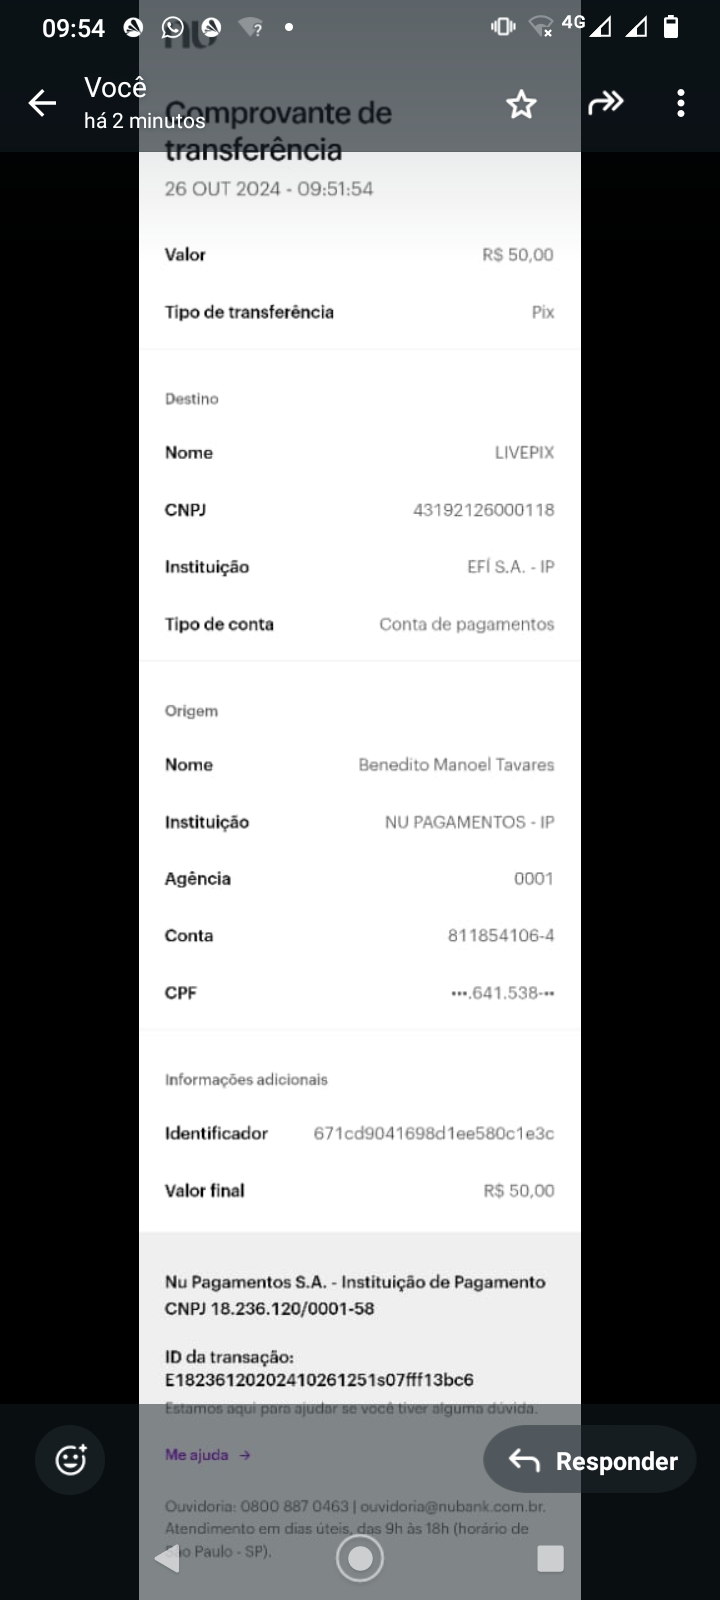 09:54
4G
Você
há 2 minutos
nu
Comprovante de
transferência
26 OUT 2024 - 09:51:54
Valor R$ 50,00
Tipo de transferência Pix
Destino
Nome LIVEPIX
CNPJ 43192126000118
Instituição EFÍ S.A. - IP
Tipo de conta Conta de pagamentos
Origem
Nome Benedito Manoel Tavares
Instituição NU PAGAMENTOS - IP
Agência 0001
Conta 811854106-4
CPF •••.641.538-••
Informações adicionais
Identificador 671cd9041698d1ee580c1e3c
Valor final R$ 50,00
Nu Pagamentos S.A. - Instituição de Pagamento
CNPJ 18.236.120/0001-58
ID da transação:
E18236120202410261251s07fff13bc6
Estamos aqui para ajudar se você tiver alguma dúvida.
Me ajuda →
Responder
Ouvidoria: 0800 887 0463 | ouvidoria@nubank.com.br.
Atendimento em dias úteis, das 9h às 18h (horário de
São Paulo - SP).